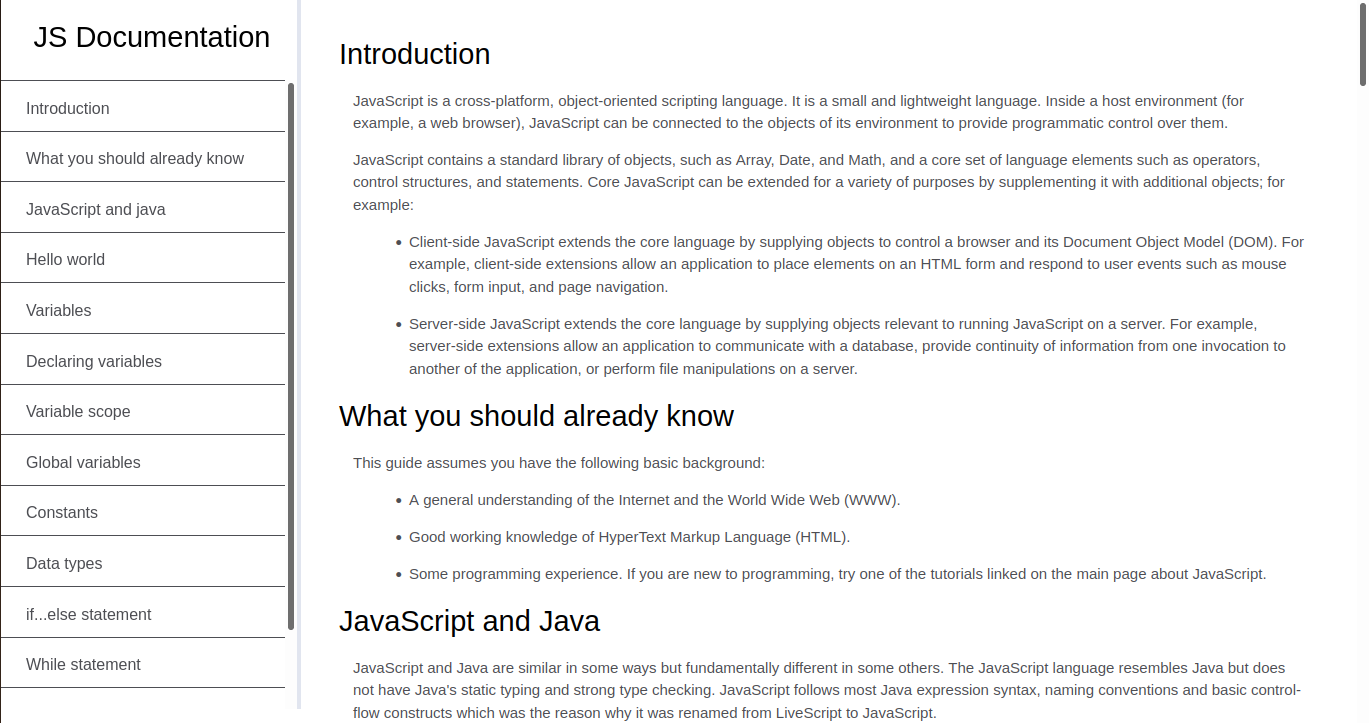 JS Documentation
Introduction
What you should already know
JavaScript and java
Hello world
Variables
Declaring variables
Variable scope
Global variables
Constants
Data types
if...else statement
While statement
Introduction
JavaScript is a cross-platform, object-oriented scripting language. It is a small and lightweight language. Inside a host environment (for
example, a web browser), JavaScript can be connected to the objects of its environment to provide programmatic control over them.
JavaScript contains a standard library of objects, such as Array, Date, and Math, and a core set of language elements such as operators,
control structures, and statements. Core JavaScript can be extended for a variety of purposes by supplementing it with additional objects; for
example:
• Client-side JavaScript extends the core language by supplying objects to control a browser and its Document Object Model (DOM). For
example, client-side extensions allow an application to place elements on an HTML form and respond to user events such as mouse
clicks, form input, and page navigation.
• Server-side JavaScript extends the core language by supplying objects relevant to running JavaScript on a server. For example,
server-side extensions allow an application to communicate with a database, provide continuity of information from one invocation to
another of the application, or perform file manipulations on a server.
What you should already know
This guide assumes you have the following basic background:
• A general understanding of the Internet and the World Wide Web (WWW).
• Good working knowledge of HyperText Markup Language (HTML).
• Some programming experience. If you are new to programming, try one of the tutorials linked on the main page about JavaScript.
JavaScript and Java
JavaScript and Java are similar in some ways but fundamentally different in some others. The JavaScript language resembles Java but does
not have Java's static typing and strong type checking. JavaScript follows most Java expression syntax, naming conventions and basic control-
flow constructs which was the reason why it was renamed from LiveScript to JavaScript.